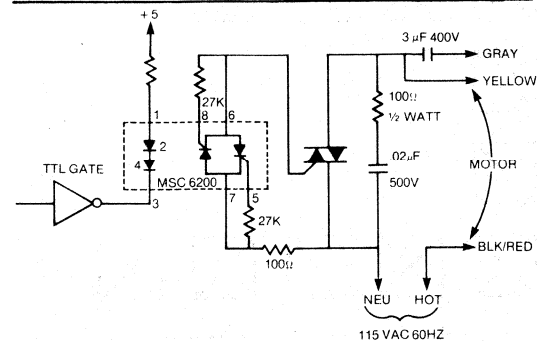 +5
3 µF 400V
GRAY
YELLOW
27K
8
6
1
100Ω
½ WATT
2
4
TTL GATE
MSC 6200
.02µF
500V
MOTOR
3
7
5
27K
100Ω
BLK/RED
NEU
HOT
115 VAC 60HZ